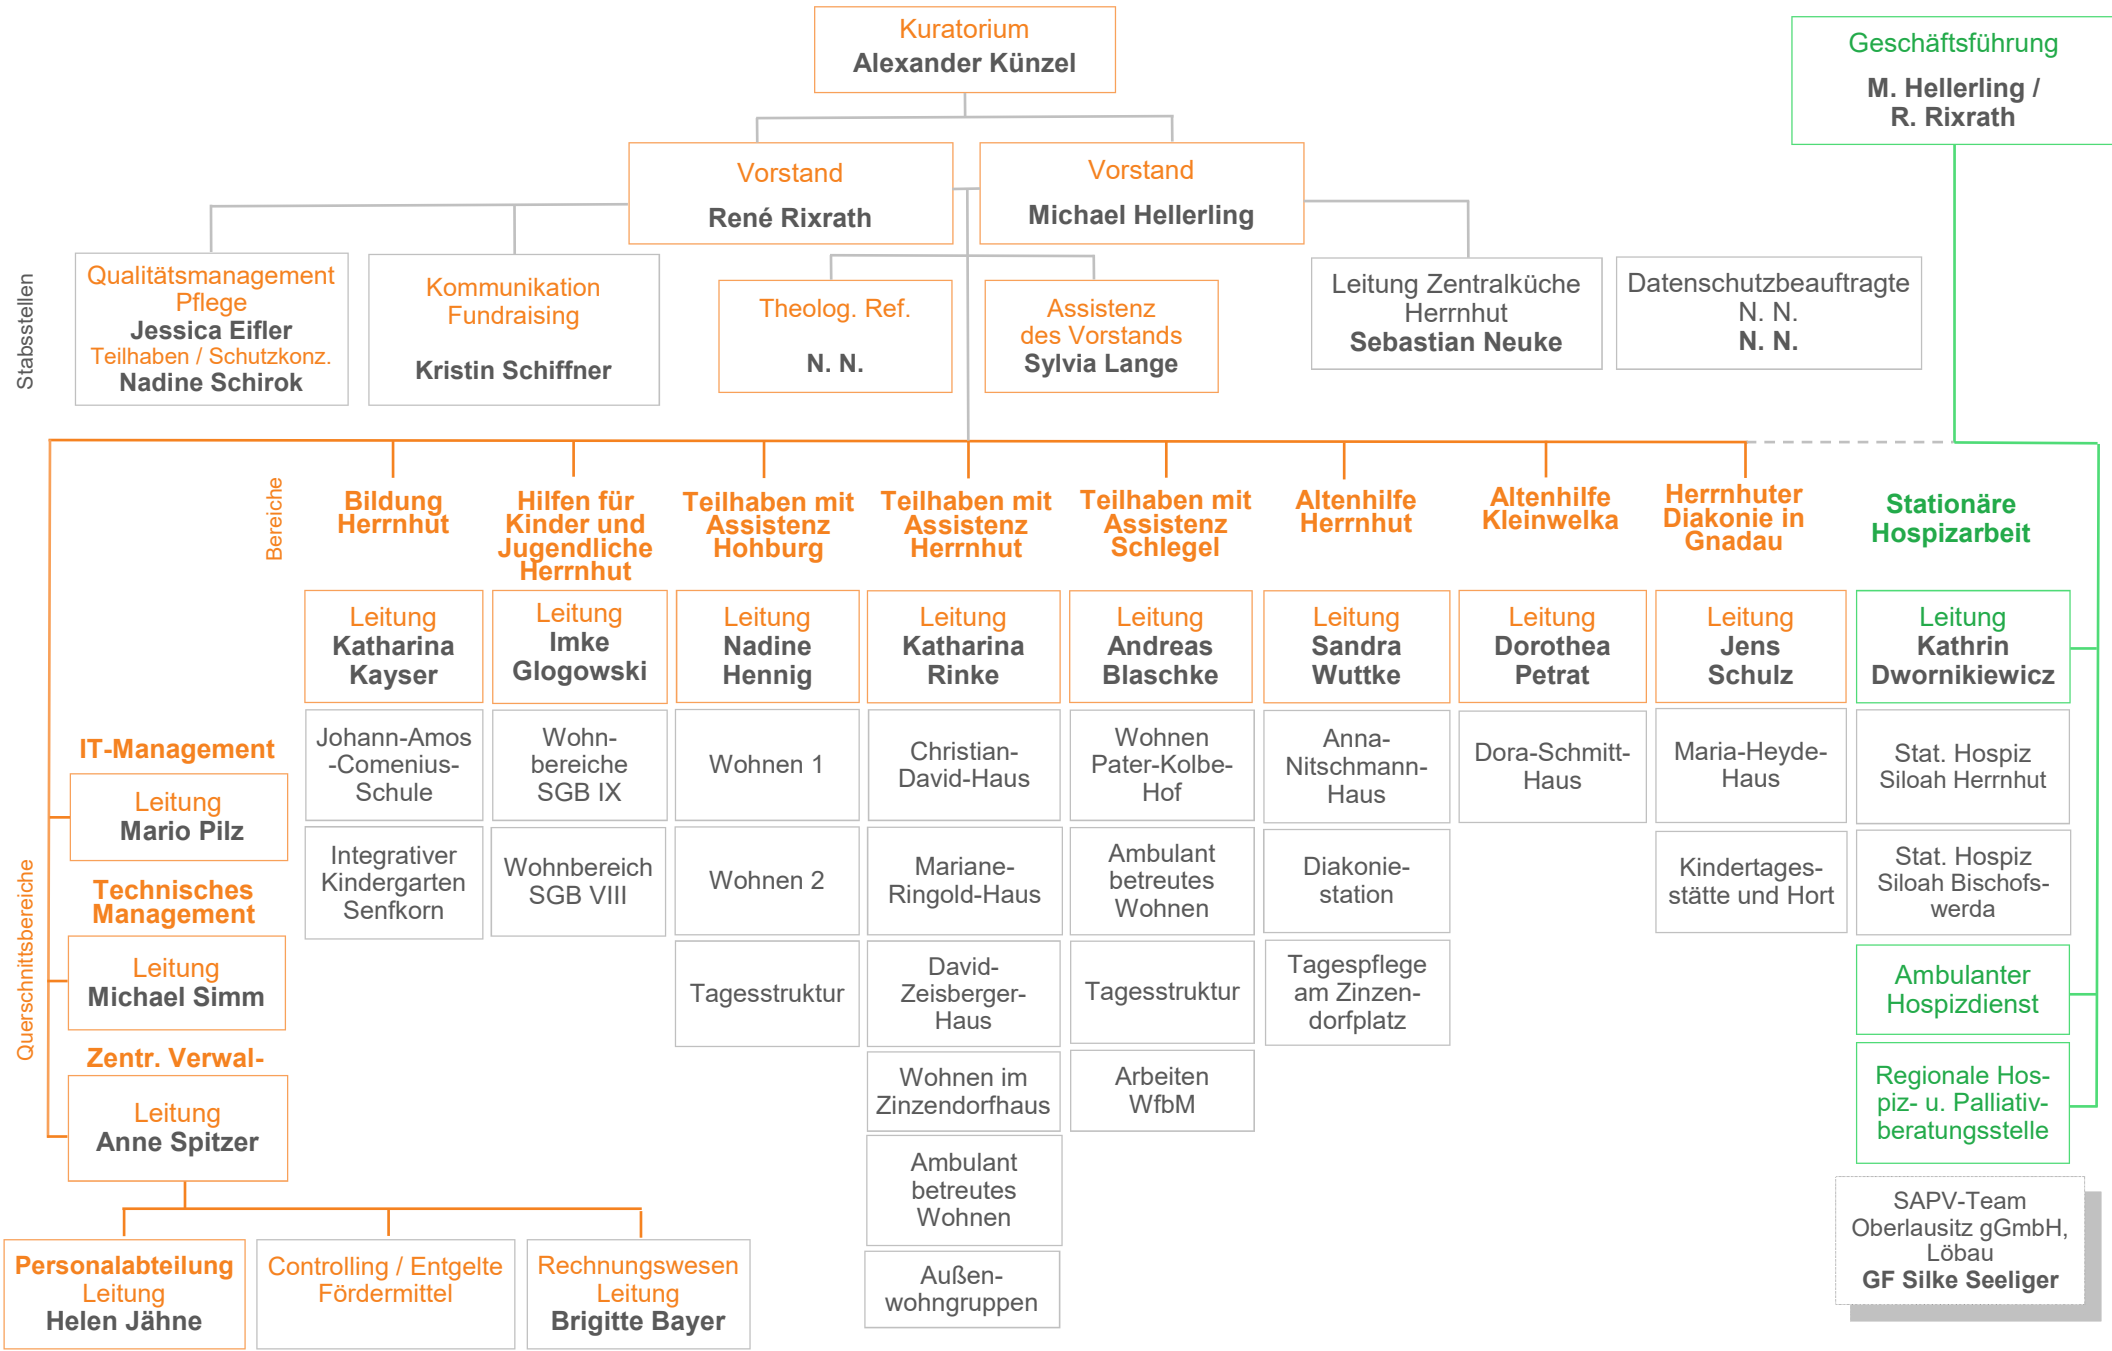 Kuratorium
Alexander Künzel
Geschäftsführung
M. Hellerling /
R. Rixrath
Vorstand
René Rixrath
Vorstand
Michael Hellerling
Stabsstellen
Qualitätsmanagement
Pflege
Jessica Eifler
Teilhaben / Schutzkonz.
Nadine Schirok
Kommunikation
Fundraising
Kristin Schiffner
Theolog. Ref.
N. N.
Assistenz
des Vorstands
Sylvia Lange
Leitung Zentralküche
Herrnhut
Sebastian Neuke
Datenschutzbeauftragte
N. N.
N. N.
Bereiche
Bildung
Herrnhut
Leitung
Katharina
Kayser
Johann-Amos
-Comenius-
Schule
Integrativer
Kindergarten
Senfkorn
Hilfen für
Kinder und
Jugendliche
Herrnhut
Leitung
Imke
Glogowski
Wohn-
bereiche
SGB IX
Wohnbereich
SGB VIII
Teilhaben mit
Assistenz
Hohburg
Leitung
Nadine
Hennig
Wohnen 1
Wohnen 2
Tagesstruktur
Teilhaben mit
Assistenz
Herrnhut
Leitung
Katharina
Rinke
Christian-
David-Haus
Mariane-
Ringold-Haus
David-
Zeisberger-
Haus
Wohnen im
Zinzendorfhaus
Ambulant
betreutes
Wohnen
Außen-
wohngruppen
Teilhaben mit
Assistenz
Schlegel
Leitung
Andreas
Blaschke
Wohnen
Pater-Kolbe-
Hof
Ambulant
betreutes
Wohnen
Tagesstruktur
Arbeiten
WfbM
Altenhilfe
Herrnhut
Leitung
Sandra
Wuttke
Anna-
Nitschmann-
Haus
Diakonie-
station
Tagespflege
am Zinzen-
dorfplatz
Altenhilfe
Kleinwelka
Leitung
Dorothea
Petrat
Dora-Schmitt-
Haus
Herrnhuter
Diakonie in
Gnadau
Leitung
Jens
Schulz
Maria-Heyde-
Haus
Kindertages-
stätte und Hort
Stationäre
Hospizarbeit
Leitung
Kathrin
Dwornikiewicz
Stat. Hospiz
Siloah Herrnhut
Stat. Hospiz
Siloah Bischofs-
werda
Ambulanter
Hospizdienst
Regionale Hos-
piz- u. Palliativ-
beratungsstelle
SAPV-Team
Oberlausitz gGmbH,
Löbau
GF Silke Seeliger
Querschnittsbereiche
IT-Management
Leitung
Mario Pilz
Technisches
Management
Leitung
Michael Simm
Zentr. Verwal-
Leitung
Anne Spitzer
Personalabteilung
Leitung
Helen Jähne
Controlling / Entgelte
Fördermittel
Rechnungswesen
Leitung
Brigitte Bayer